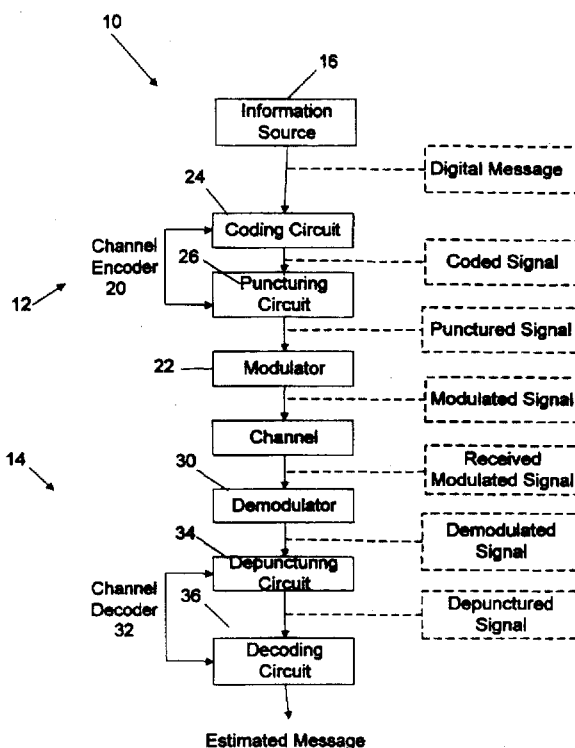 10
16
Information
Source
Digital Message
24
Coding Circuit
Channel
Encoder
20
26
Coded Signal
12
Puncturing
Circuit
Punctured Signal
22
Modulator
Modulated Signal
Channel
14
30
Received
Modulated Signal
Demodulator
34
Demodulated
Signal
Depuncturing
Circuit
Channel
Decoder
32
36
Depunctured
Signal
Decoding
Circuit
Estimated Message